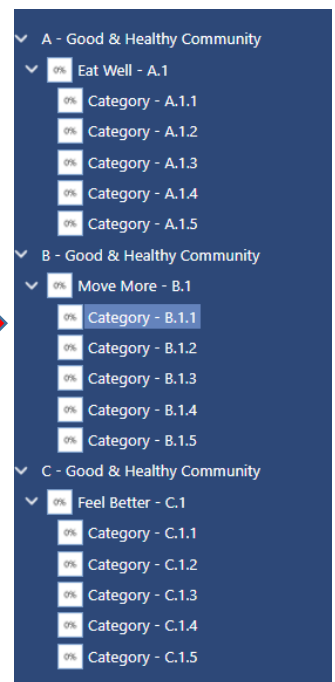 A - Good & Healthy Community
0% Eat Well - A.1
0% Category - A.1.1
0% Category - A.1.2
0% Category - A.1.3
0% Category - A.1.4
0% Category - A.1.5
B - Good & Healthy Community
0% Move More - B.1
0% Category - B.1.1
0% Category - B.1.2
0% Category - B.1.3
0% Category - B.1.4
0% Category - B.1.5
C - Good & Healthy Community
0% Feel Better - C.1
0% Category - C.1.1
0% Category - C.1.2
0% Category - C.1.3
0% Category - C.1.4
0% Category - C.1.5